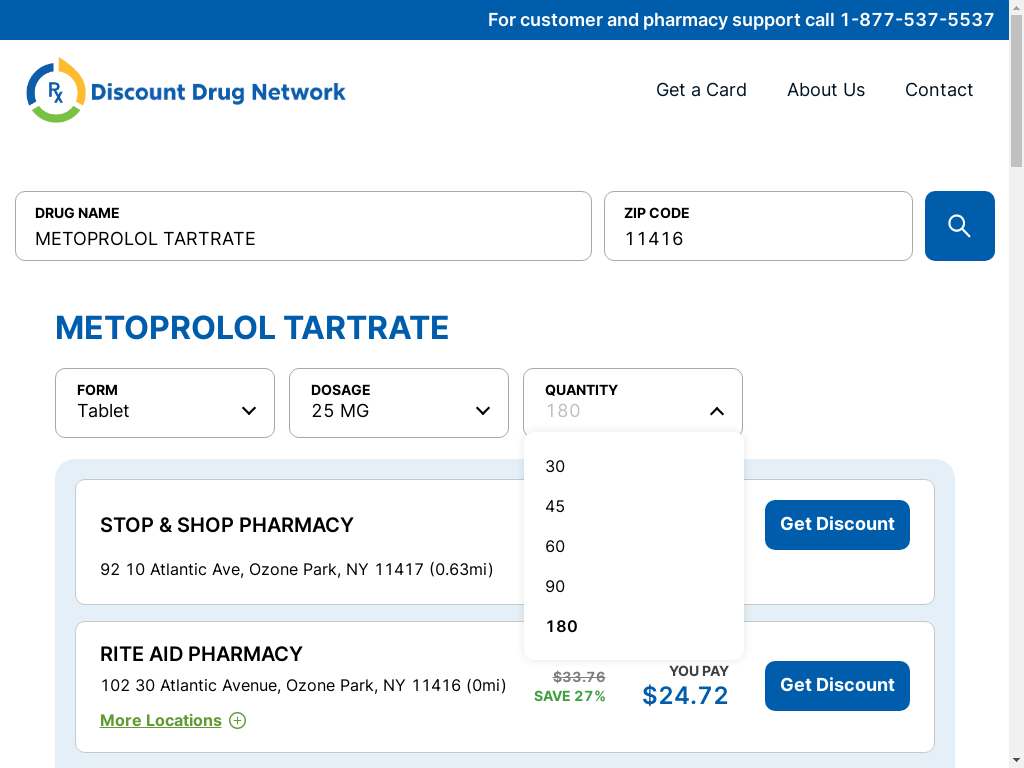 For customer and pharmacy support call 1-877-537-5537
Rx Discount Drug Network
Get a Card
About Us
Contact
DRUG NAME
METOPROLOL TARTRATE
ZIP CODE
11416
METOPROLOL TARTRATE
FORM
Tablet
DOSAGE
25 MG
QUANTITY
180
30
45
60
90
180
STOP & SHOP PHARMACY
92 10 Atlantic Ave, Ozone Park, NY 11417 (0.63mi)
Get Discount
RITE AID PHARMACY
102 30 Atlantic Avenue, Ozone Park, NY 11416 (0mi)
More Locations
$33.76
SAVE 27%
YOU PAY
$24.72
Get Discount